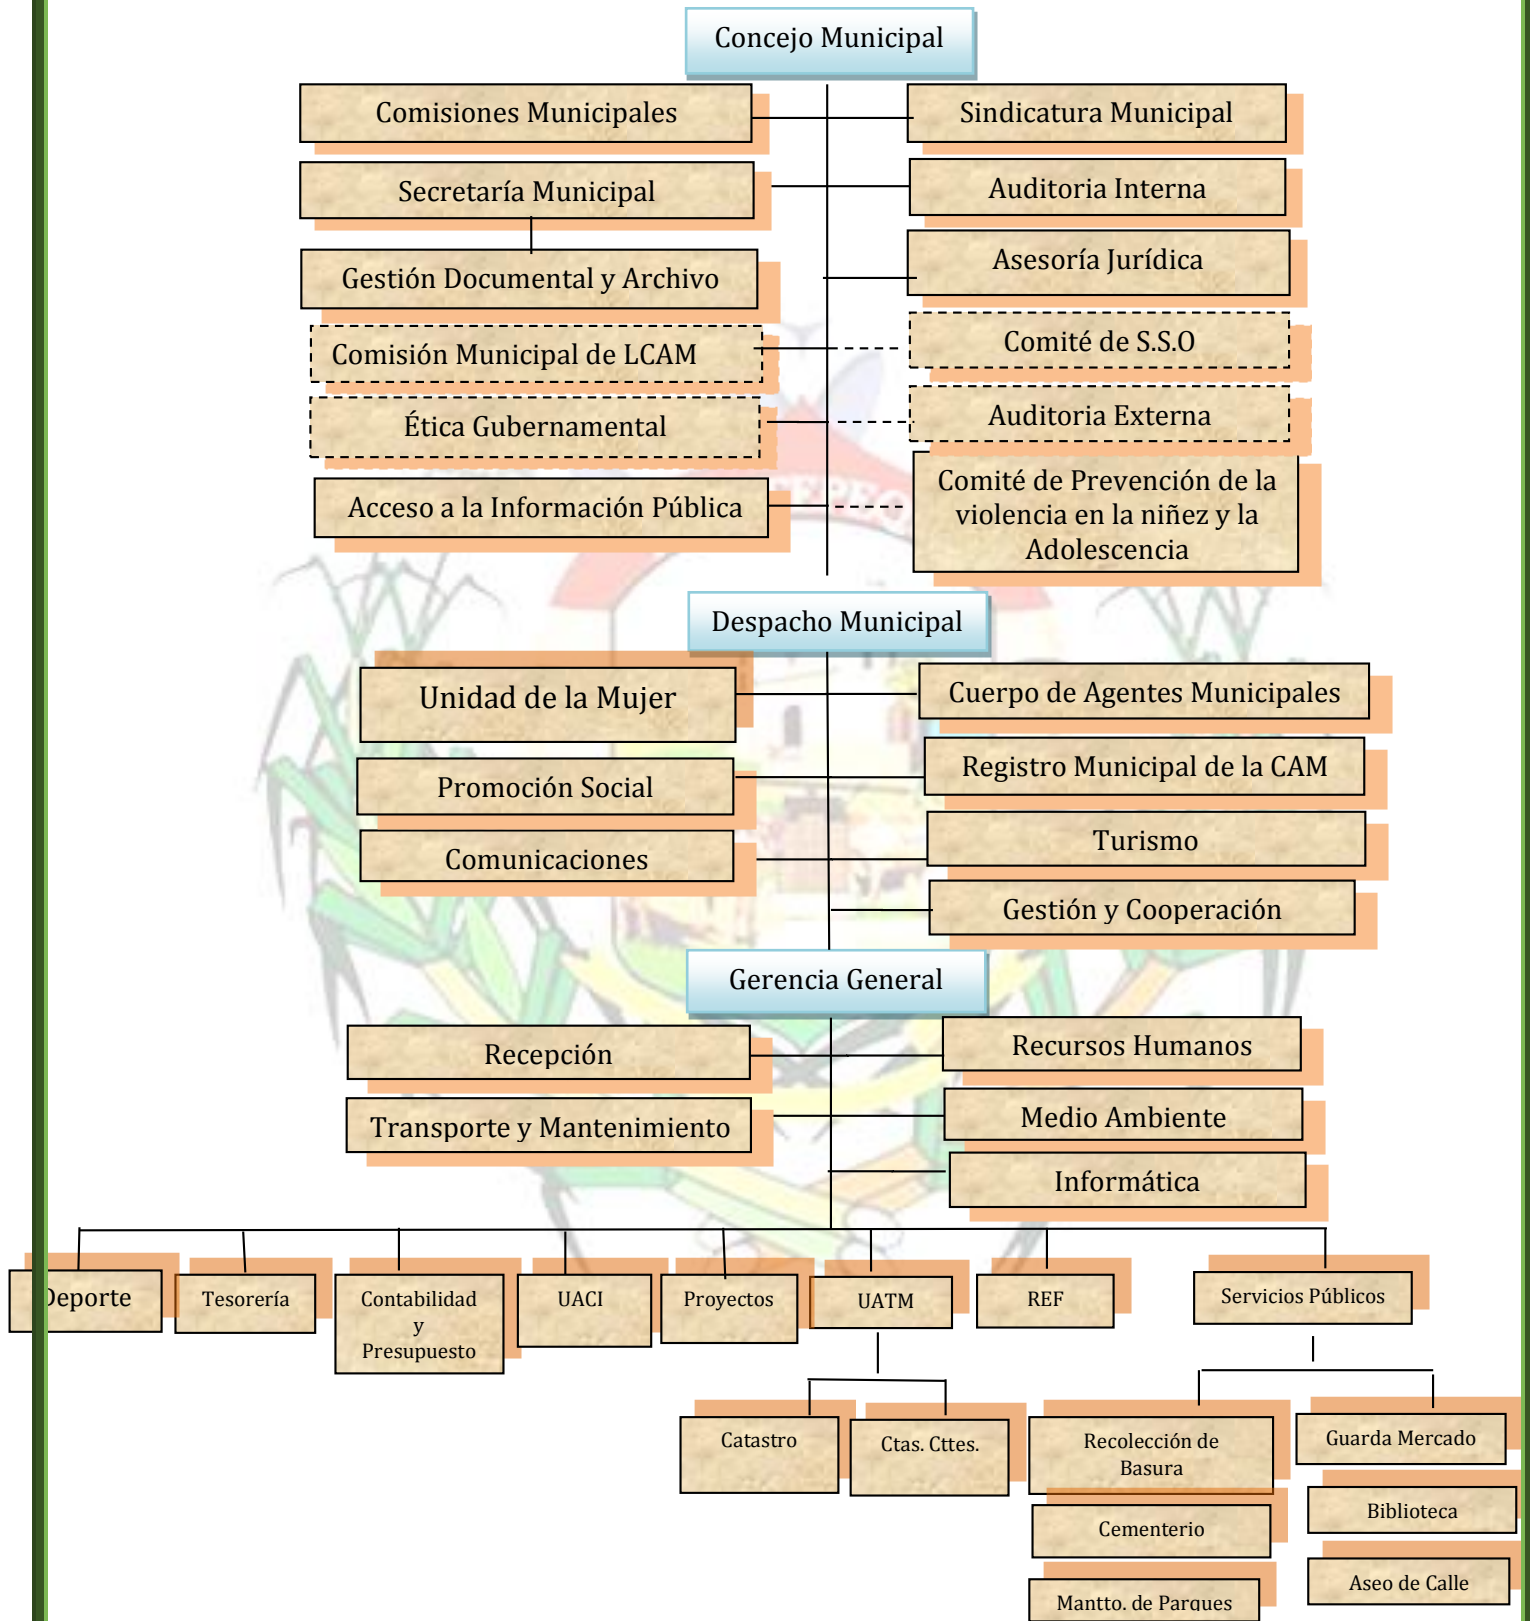 Concejo Municipal
Comisiones Municipales
Sindicatura Municipal
Secretaría Municipal
Auditoria Interna
Gestión Documental y Archivo
Asesoría Jurídica
Comisión Municipal de LCAM
Comité de S.S.O
Ética Gubernamental
Auditoria Externa
Acceso a la Información Pública
Comité de Prevención de la
violencia en la niñez y la
Adolescencia
Despacho Municipal
Unidad de la Mujer
Cuerpo de Agentes Municipales
Promoción Social
Registro Municipal de la CAM
Comunicaciones
Turismo
Gestión y Cooperación
Gerencia General
Recepción
Recursos Humanos
Transporte y Mantenimiento
Medio Ambiente
Informática
Deporte
Tesorería
Contabilidad
y
Presupuesto
UACI
Proyectos
UATM
REF
Servicios Públicos
Catastro
Ctas. Cttes.
Recolección de
Basura
Guarda Mercado
Cementerio
Biblioteca
Mantto. de Parques
Aseo de Calle